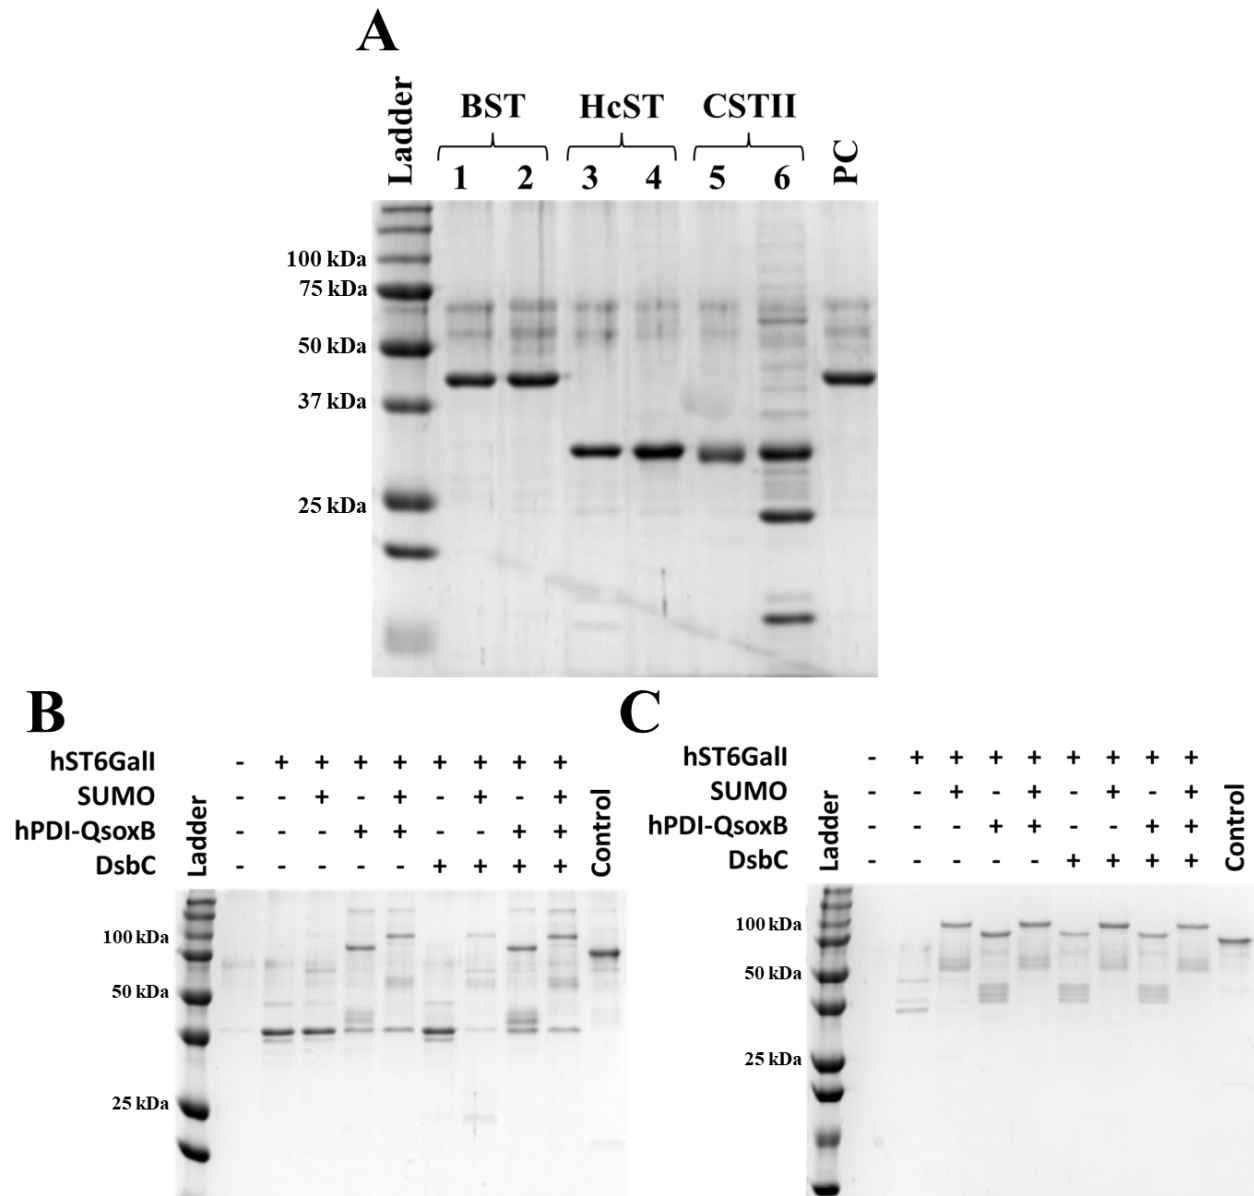 A
Ladder
BST HcST CSTII
PC
1 2 3 4 5 6
100 kDa
75 kDa
50 kDa
37 kDa
25 kDa
B
hST6GalI - + + + + + + + +
SUMO - - + - + - + - +
hPDI-QsoxB - - - + + - - + +
DsbC - - - - - + + + +
Ladder
Control
100 kDa
50 kDa
25 kDa
C
hST6GalI - + + + + + + + +
SUMO - - + - + - + - +
hPDI-QsoxB - - - + + - - + +
DsbC - - - - - + + + +
Ladder
Control
100 kDa
50 kDa
25 kDa